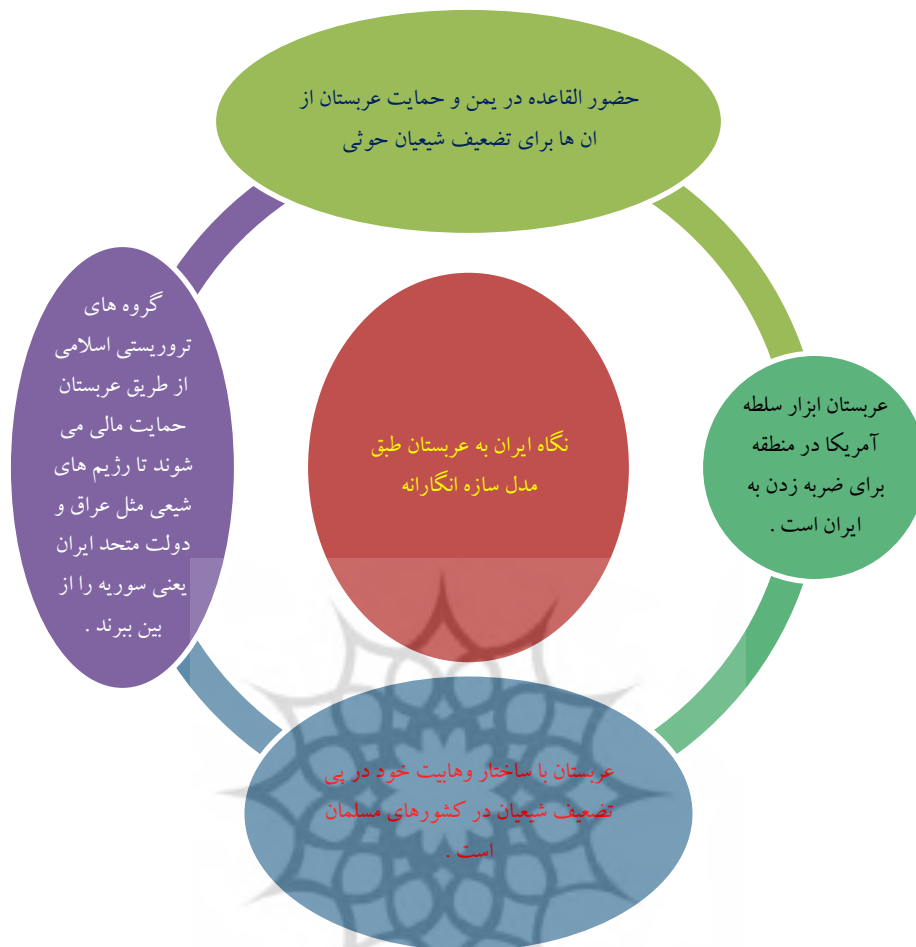 حضور القاعده در یمن و حمایت عربستان از
ان ها برای تضعیف شیعیان حوثی
عربستان ابزار سلطه
آمریکا در منطقه
برای ضربه زدن به
ایران است .
عربستان با ساختار وهابیت خود در پی
تضعیف شیعیان در کشورهای مسلمان
است .
گروه های
تروریستی اسلامی
از طریق عربستان
حمایت مالی می
شوند تا رژیم های
شیعی مثل عراق و
دولت متحد ایران
یعنی سوریه را از
بین ببرند .
نگاه ایران به عربستان طبق
مدل سازه انگارانه